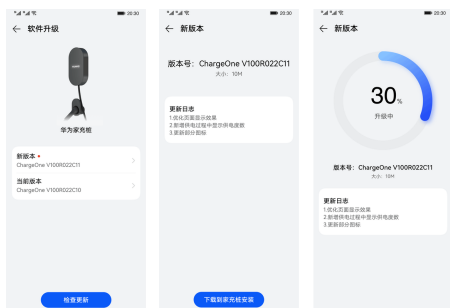 20:30
← 软件升级
华为家充桩
新版本
ChargeOne V100R022C11
当前版本
ChargeOne V100R022C10
检查更新
20:30
← 新版本
版本号： ChargeOne V100R022C11
大小：10M
更新日志
1.优化页面显示效果
2.新增供电过程中显示供电度数
3.更新部分图标
下载到家充桩安装
20:30
← 新版本
30%
升级中
版本号： ChargeOne V100R022C11
大小：10M
更新日志
1.优化页面显示效果
2.新增供电过程中显示供电度数
3.更新部分图标